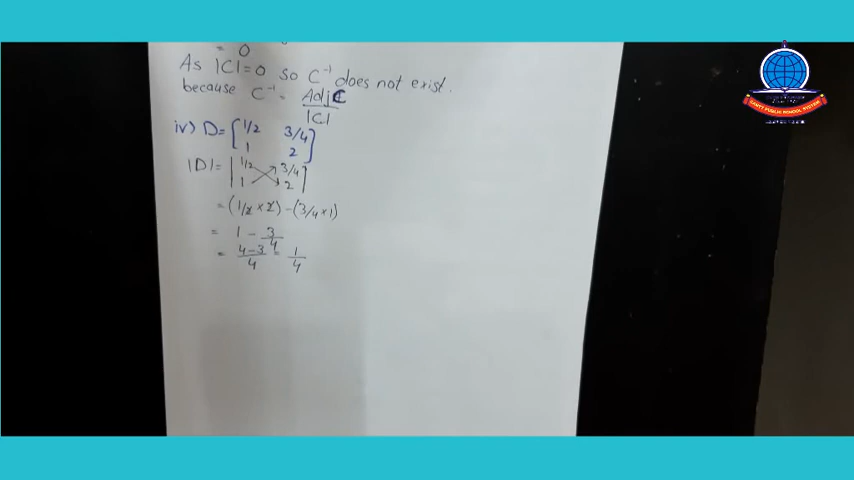 = 0
As |C|=0 so C⁻¹ does not exist.
because C⁻¹ = Adj C
|C|
iv) D= [ 1/2 3/4
1 2 ]
|D|= | 1/2 3/4
1 2 |
= (1/2 × 2) - (3/4 × 1)
= 1 - 3/4
= 4-3/4 = 1/4